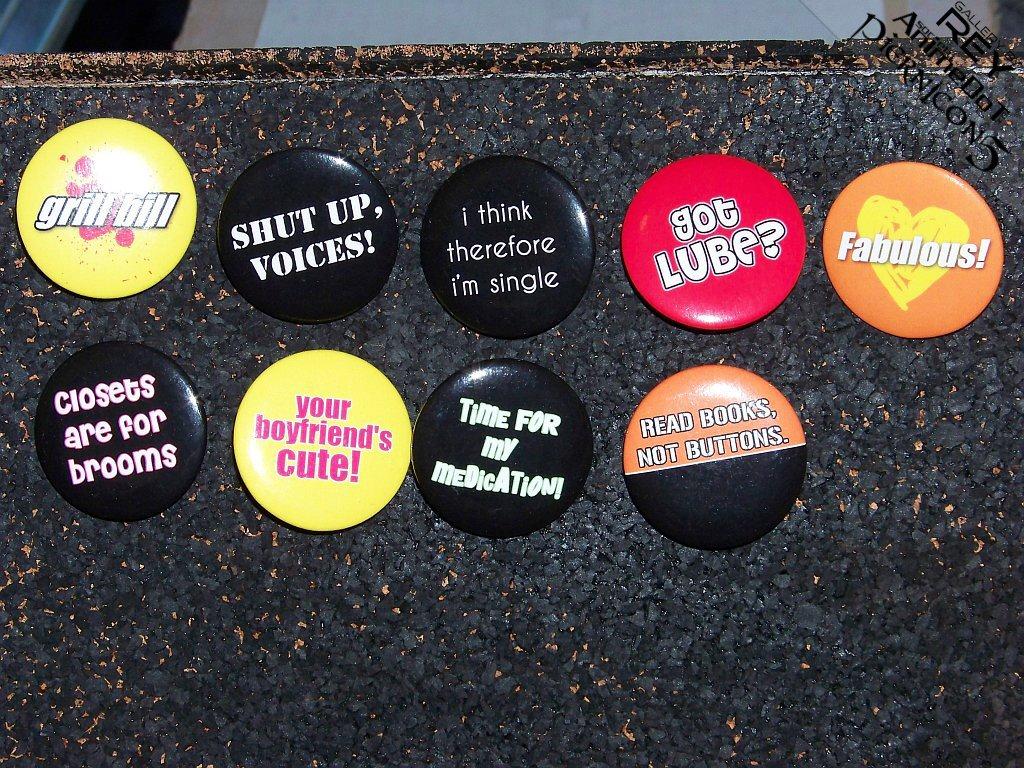 grill bill
SHUT UP,
VOICES!
i think
therefore
i'm single
got
LUBE?
Fabulous!
closets
are for
brooms
your
boyfriend's
cute!
TIME FOR
my
meDicATiON!
READ BOOKS,
NOT BUTTONS.
GALLERY
REY